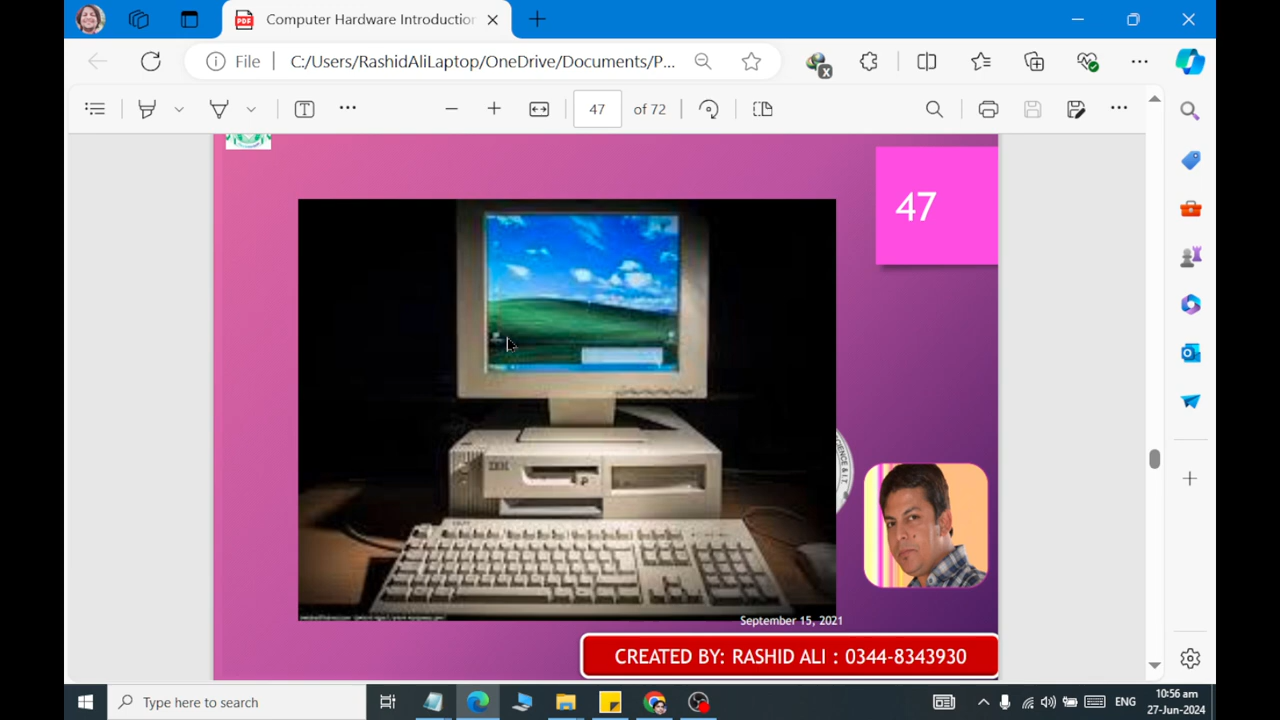 Computer Hardware Introduction
File
C:/Users/RashidAliLaptop/OneDrive/Documents/P...
47 of 72
47
IBM
September 15, 2021
CREATED BY: RASHID ALI : 0344-8343930
Type here to search
ENG
10:56 am
27-Jun-2024